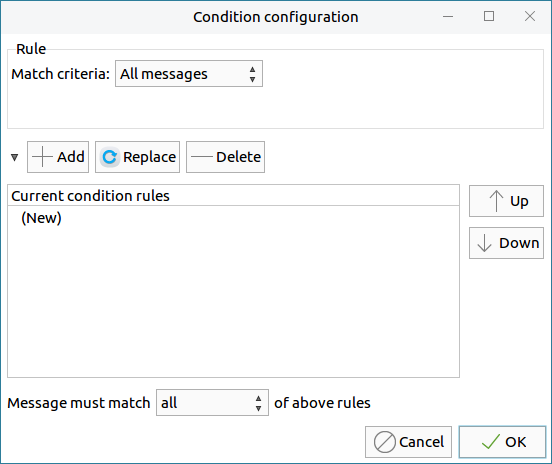 Condition configuration
Rule
Match criteria: All messages
Add Replace Delete
Current condition rules
(New)
Up
Down
Message must match all of above rules
Cancel OK